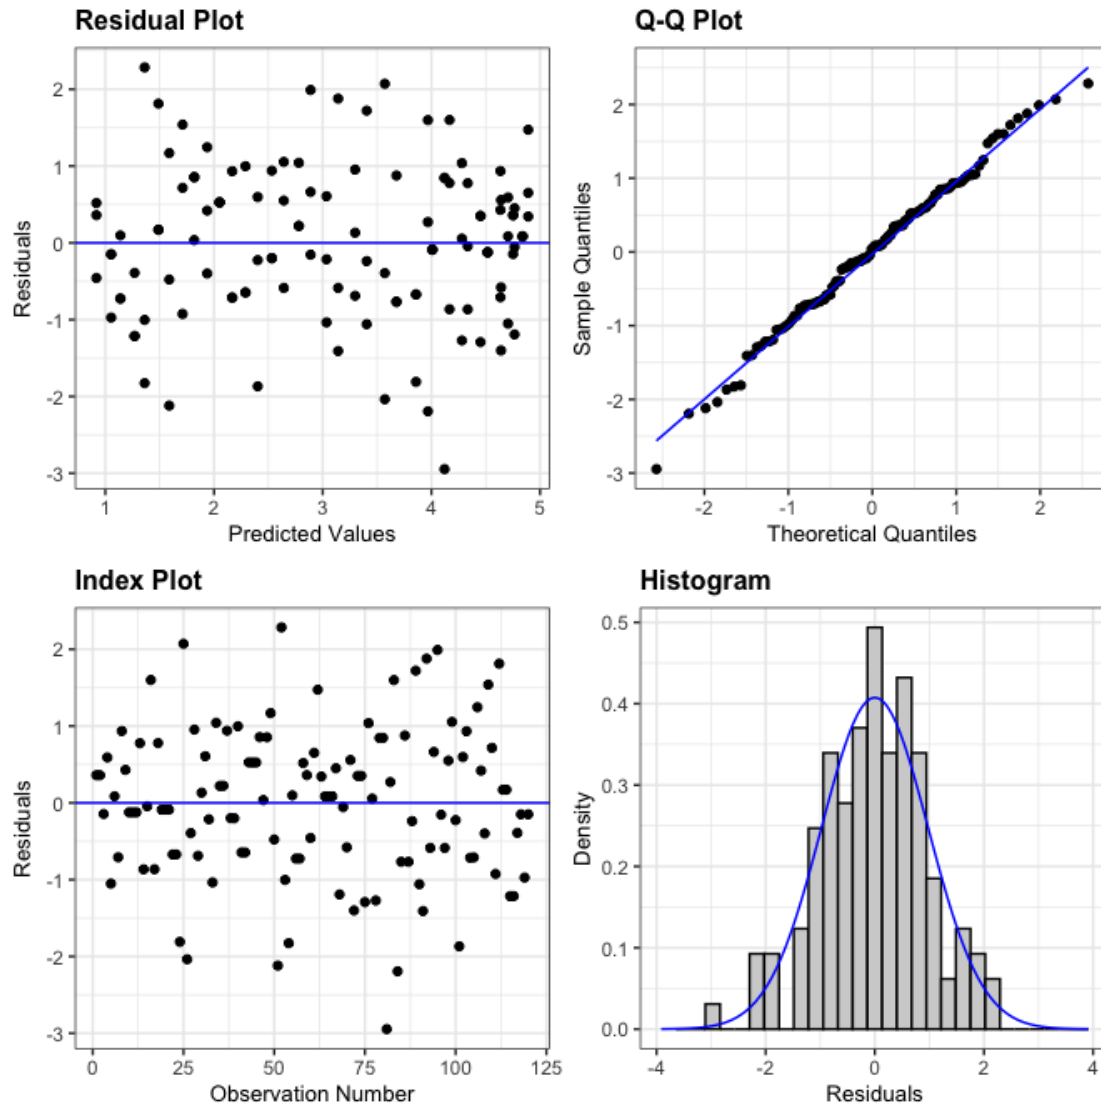 Residual Plot
2
1
0
-1
-2
-3
Residuals
1 2 3 4 5
Predicted Values
Q-Q Plot
2
1
0
-1
-2
-3
Sample Quantiles
-2 -1 0 1 2
Theoretical Quantiles
Index Plot
2
1
0
-1
-2
-3
Residuals
0 25 50 75 100 125
Observation Number
Histogram
0.5
0.4
0.3
0.2
0.1
0.0
Density
-4 -2 0 2 4
Residuals